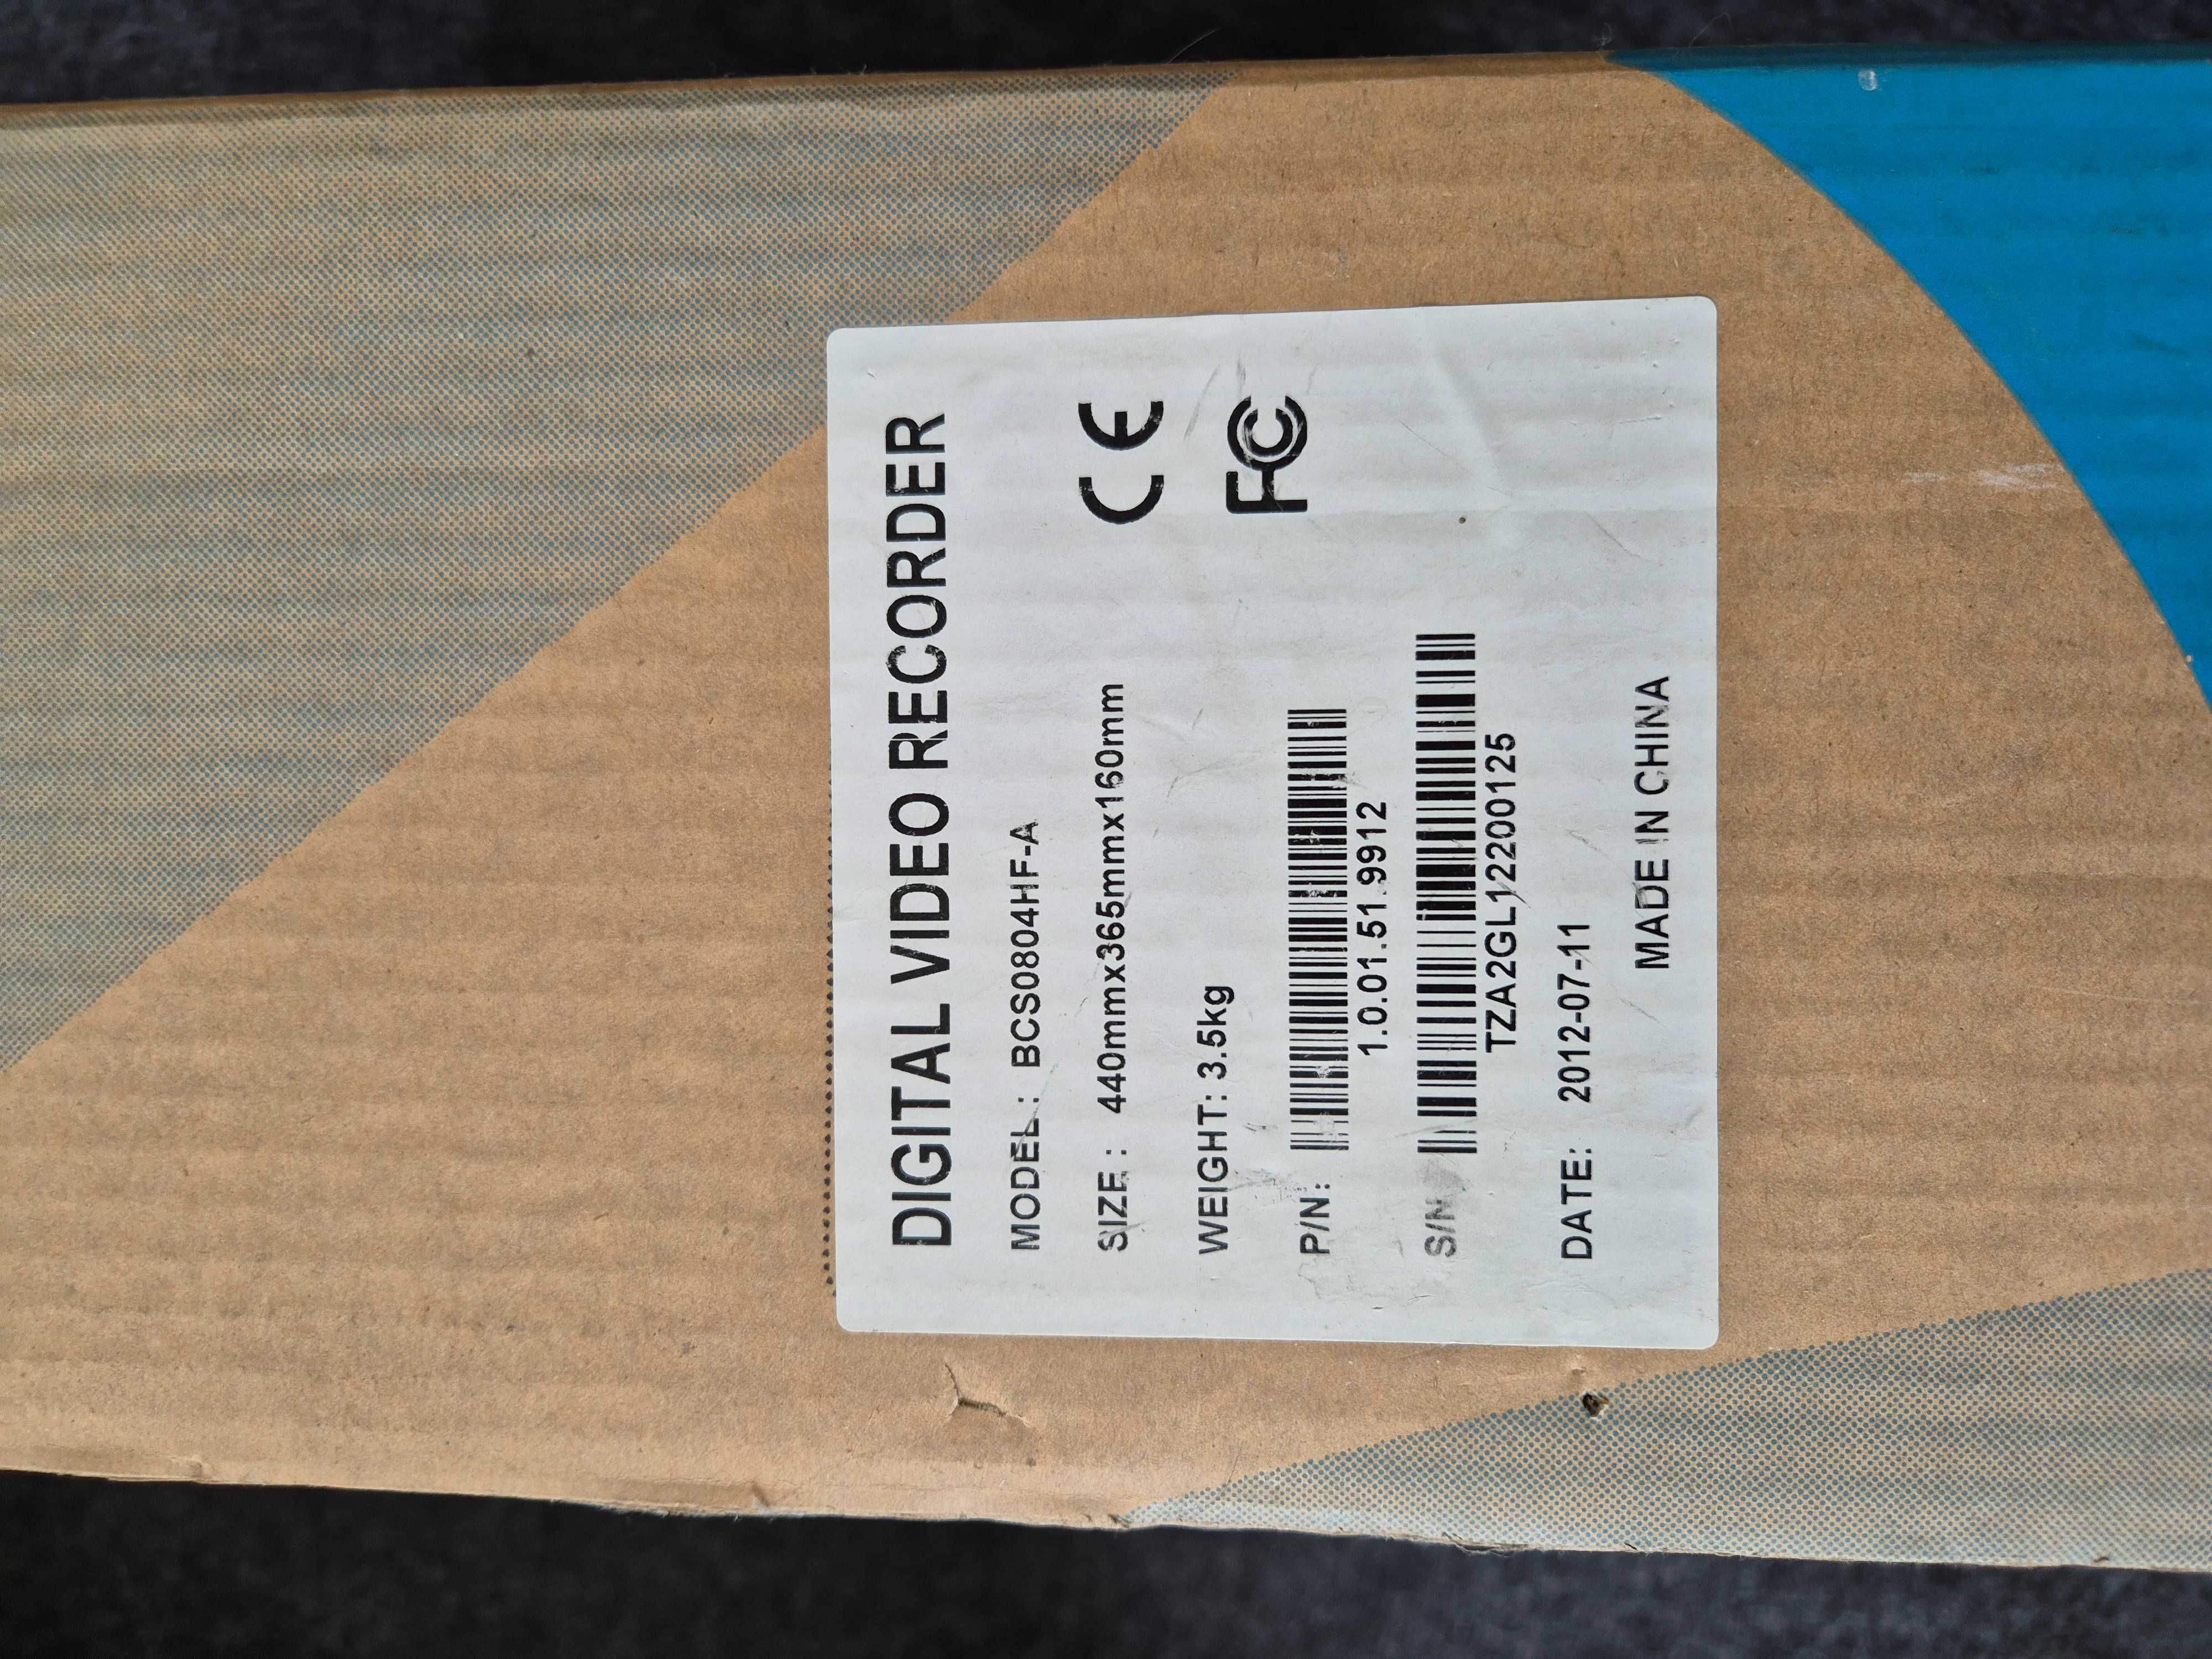 DIGITAL VIDEO RECORDER
MODEL : BCS0804HF-A
SIZE : 440mmx365mmx160mm
CE
WEIGHT: 3.5kg
FC
P/N:
1.0.01.51.9912
S/N
TZA2GL12200125
DATE: 2012-07-11
MADE IN CHINA